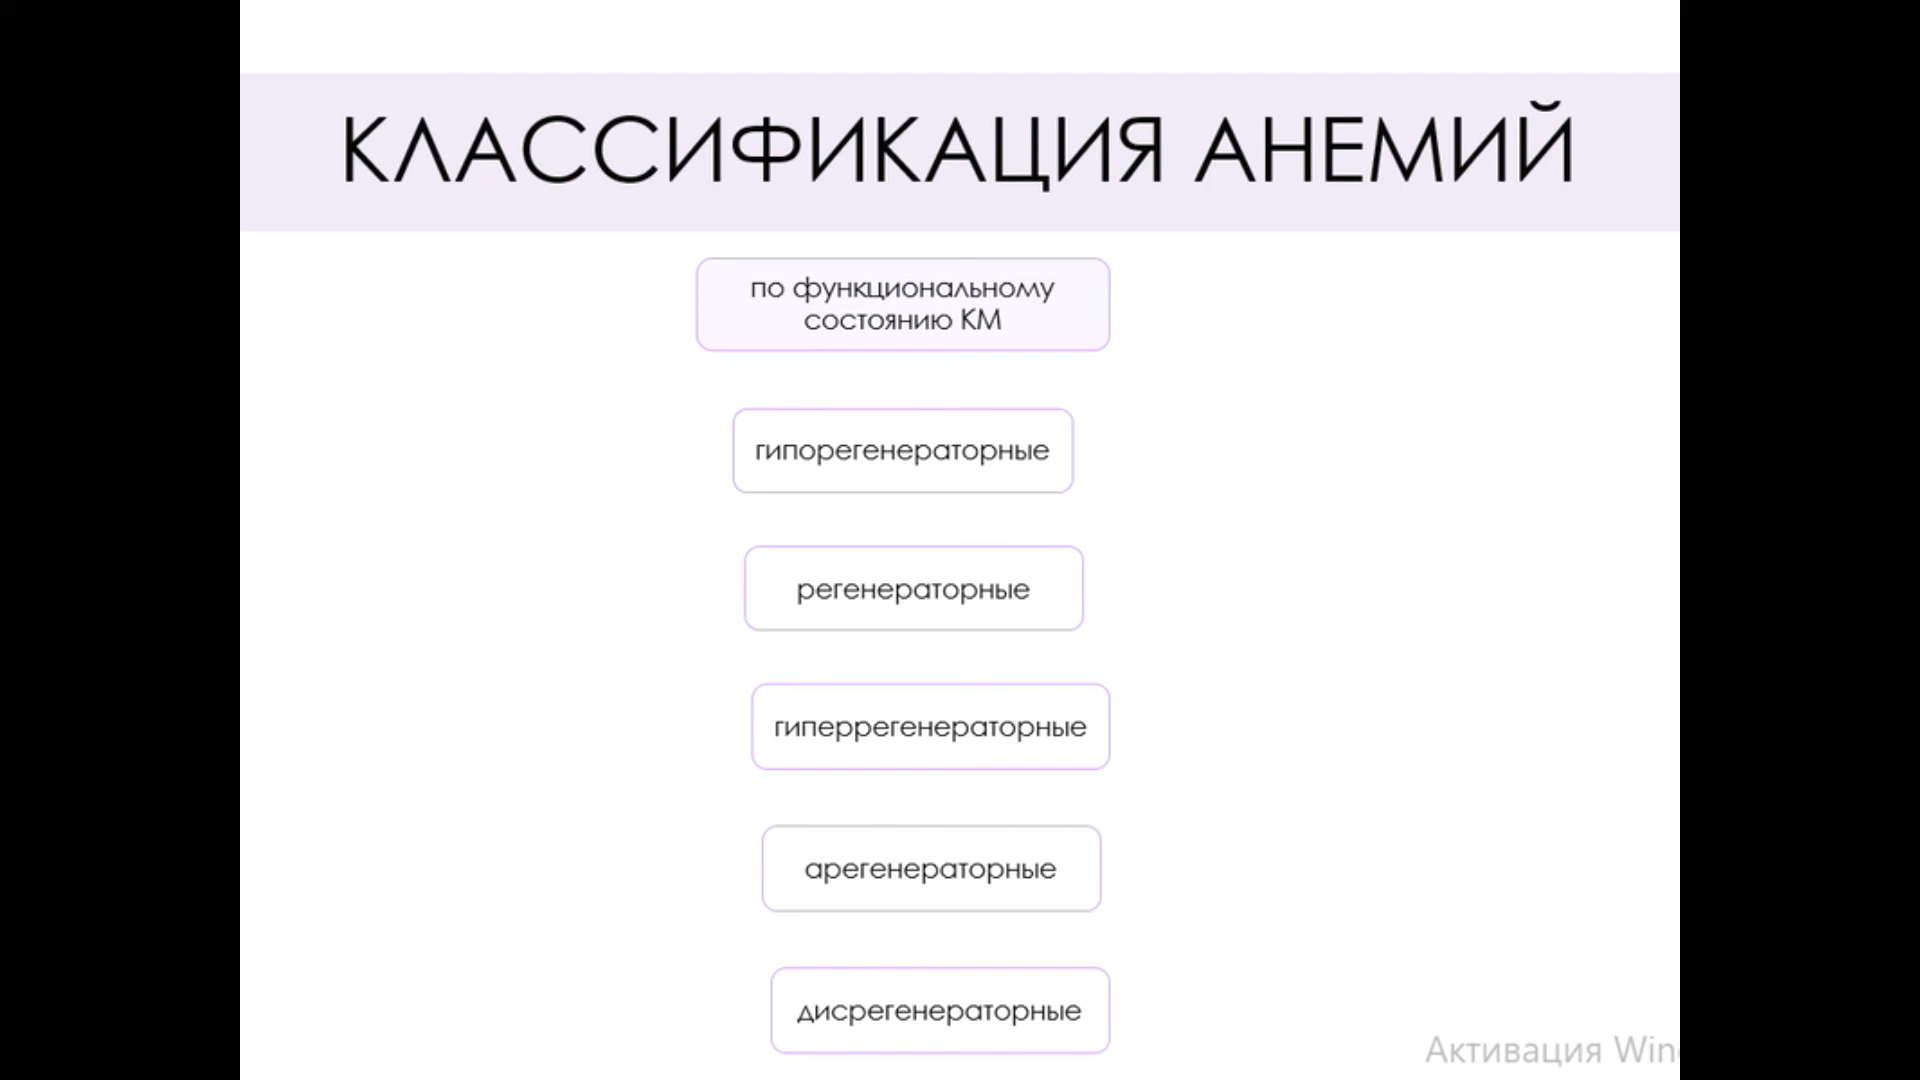 КЛАССИФИКАЦИЯ АНЕМИЙ
по функциональному
состоянию КМ
гипорегенераторные
регенераторные
гиперрегенераторные
арегенераторные
дисрегенераторные
Активация Win